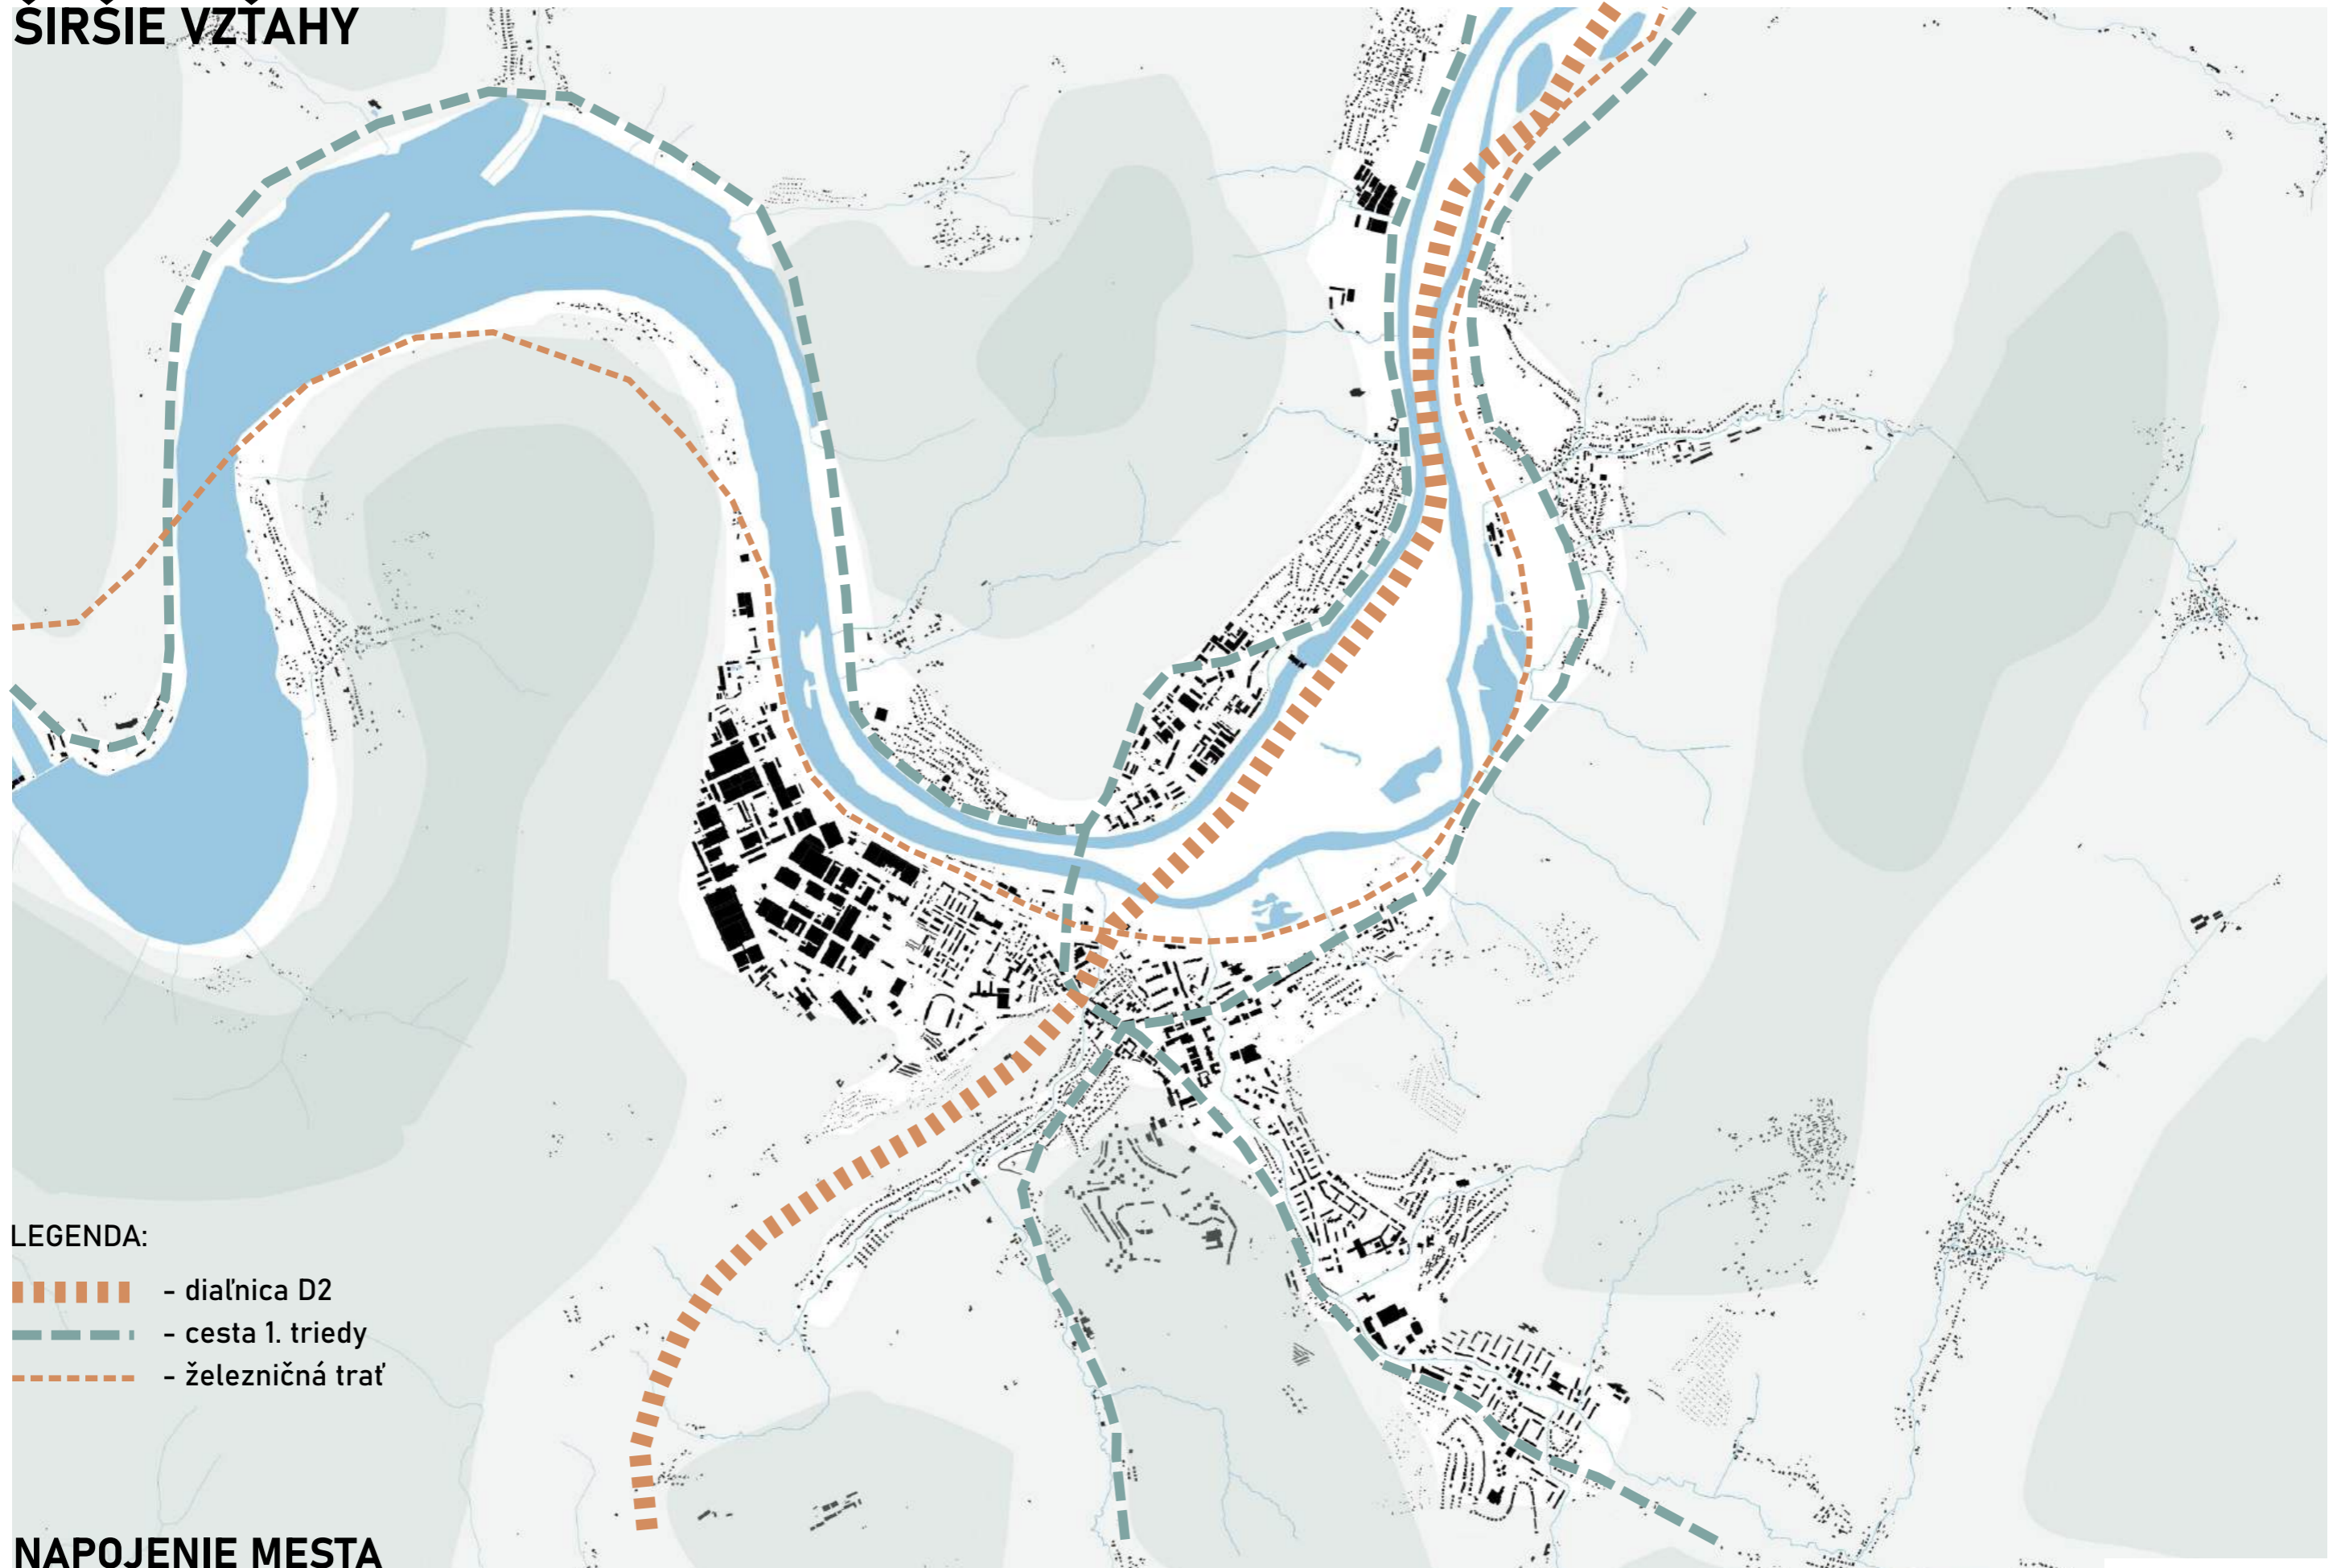 ŠIRŠIE VZŤAHY
LEGENDA:
- diaľnica D2
- cesta 1. triedy
- železničná trať
NAPOJENIE MESTA